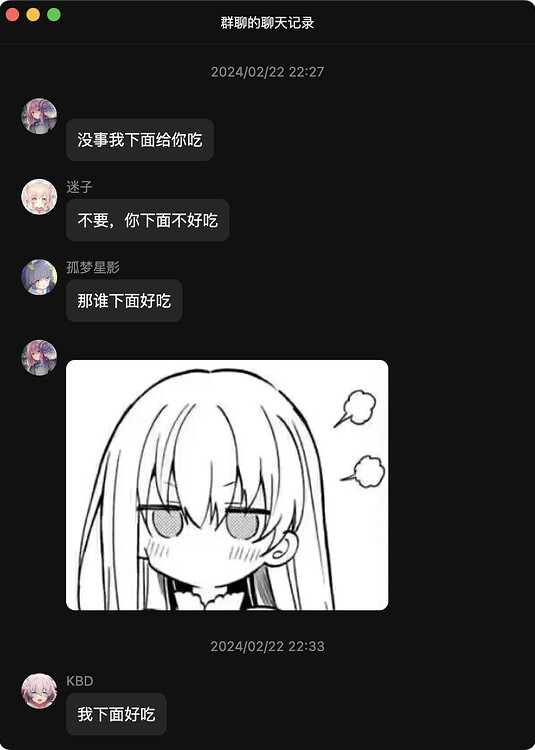 群聊的聊天记录
2024/02/22 22:27
没事我下面给你吃
迷子
不要，你下面不好吃
孤梦星影
那谁下面好吃
2024/02/22 22:33
KBD
我下面好吃